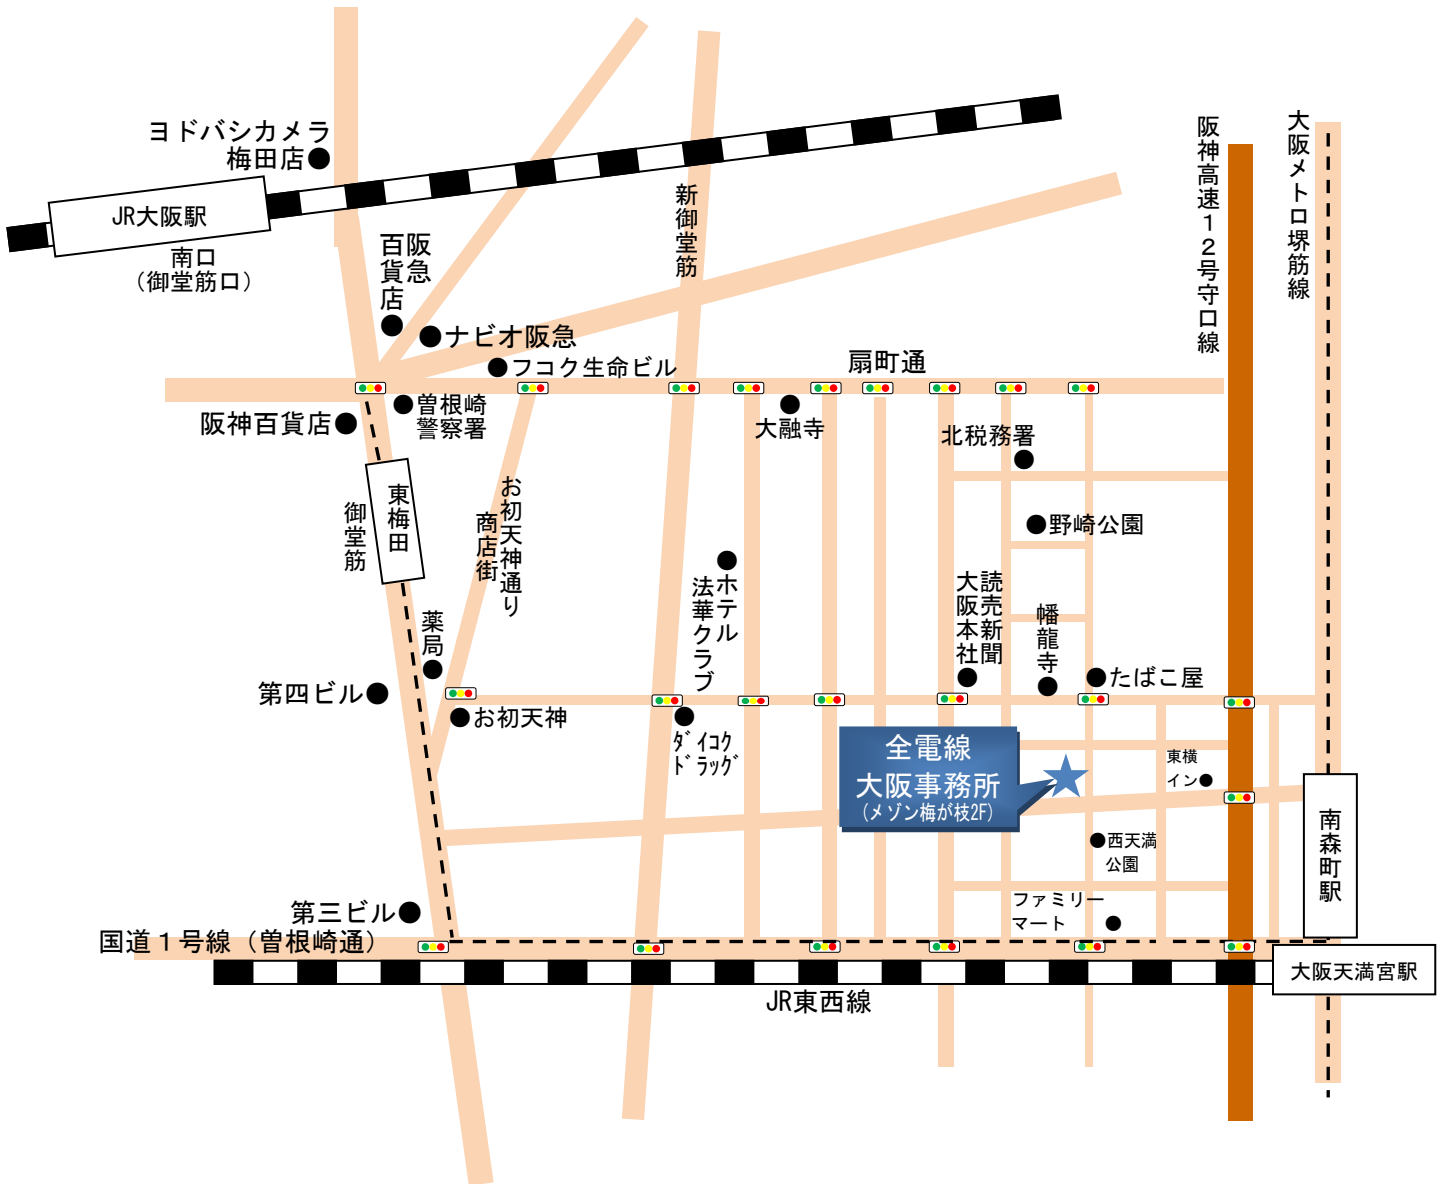 ヨドバシカメラ
梅田店
JR大阪駅
南口
（御堂筋口）
阪急
百貨店
ナビオ阪急
フコク生命ビル
新御堂筋
扇町通
阪神高速１２号守口線
大阪メトロ堺筋線
阪神百貨店
曽根崎
警察署
大融寺
北税務署
東梅田
御堂筋
お初天神通り
商店街
野崎公園
ホテル
法華クラブ
読売新聞
大阪本社
幡龍寺
たばこ屋
薬局
第四ビル
お初天神
ﾀﾞｲｺｸ
ﾄﾞﾗｯｸﾞ
全電線
大阪事務所
（メゾン梅が枝2F）
東横
イン
西天満
公園
南森町駅
ファミリー
マート
第三ビル
国道１号線（曽根崎通）
大阪天満宮駅
JR東西線